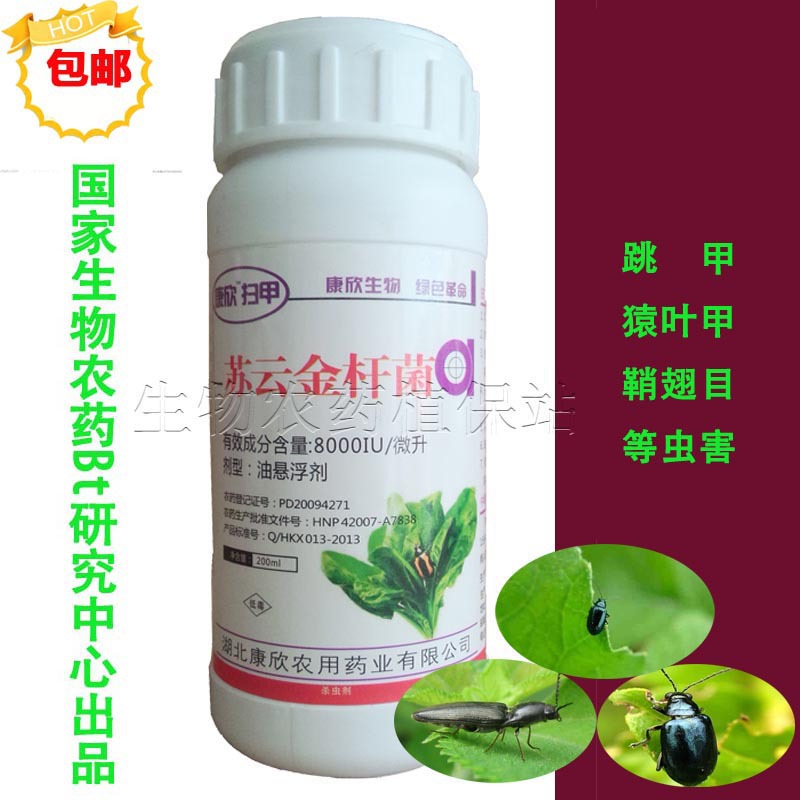 HOT
包邮
国家生物农药Bt研究中心出品
康欣 扫甲
康欣生物 绿色革命
苏云金杆菌a
生物农药植保站
有效成分含量:8000IU/微升
剂型：油悬浮剂
农药登记证号：PD20094271
农药生产批准文件号：HNP 42007-A7838
产品标准号：Q/HKX 013-2013
净含量： 200ml
低毒
湖北康欣农用药业有限公司
杀虫剂
跳 甲
猿叶甲
鞘翅目
等虫害